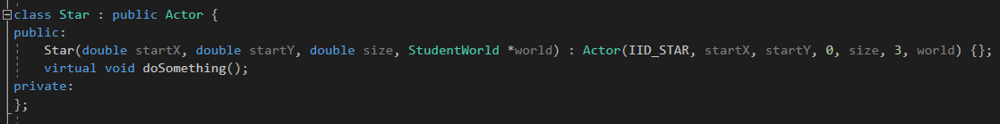 class Star : public Actor {
public:
    Star(double startX, double startY, double size, StudentWorld *world) : Actor(IID_STAR, startX, startY, 0, size, 3, world) {};
    virtual void doSomething();
private:
};